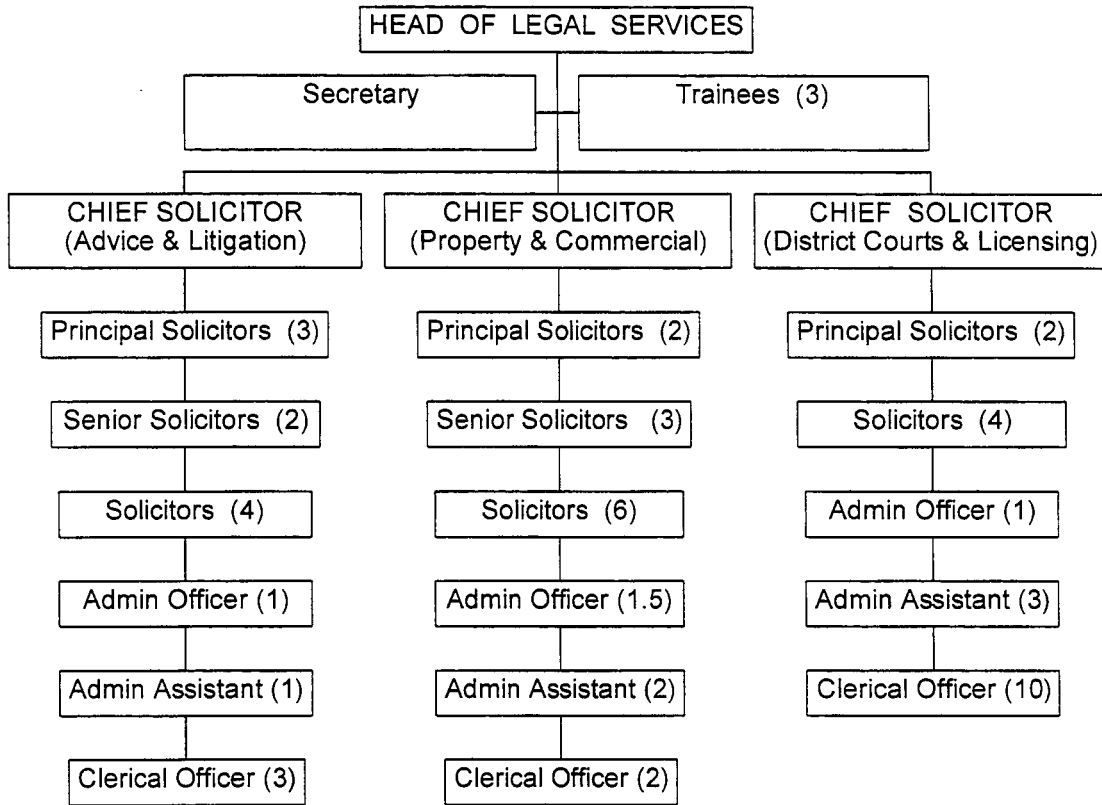 HEAD OF LEGAL SERVICES
Secretary
Trainees (3)
CHIEF SOLICITOR
(Advice & Litigation)
CHIEF SOLICITOR
(Property & Commercial)
CHIEF SOLICITOR
(District Courts & Licensing)
Principal Solicitors (3)
Principal Solicitors (2)
Principal Solicitors (2)
Senior Solicitors (2)
Senior Solicitors (3)
Solicitors (4)
Solicitors (4)
Solicitors (6)
Admin Officer (1)
Admin Officer (1)
Admin Officer (1.5)
Admin Assistant (3)
Admin Assistant (1)
Admin Assistant (2)
Clerical Officer (10)
Clerical Officer (3)
Clerical Officer (2)